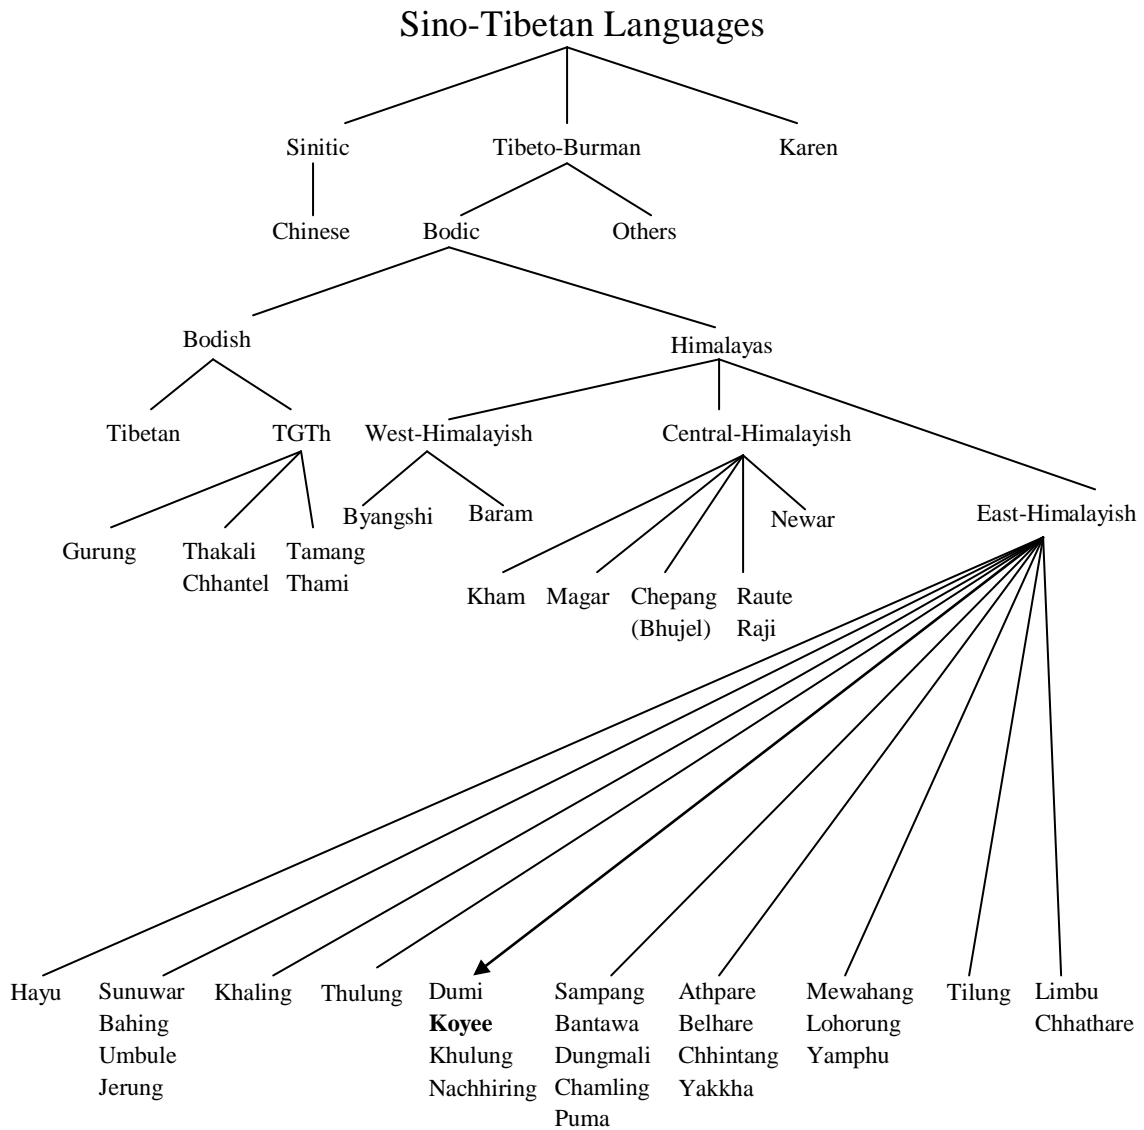 Sino-Tibetan Languages
Sinitic Tibeto-Burman Karen
Chinese Bodic Others
Bodish Himalayas
Tibetan TGTh West-Himalayish Central-Himalayish
Byangshi Baram Newar East-Himalayish
Gurung Thakali Tamang
Chhantel Thami
Kham Magar Chepang Raute
(Bhujel) Raji
Hayu Sunuwar Khaling Thulung Dumi Sampang Athpare Mewahang Tilung Limbu
Bahing Koyee Bantawa Belhare Lohorung Chhathare
Umbule Khulung Dungmali Chhintang Yamphu
Jerung Nachhiring Chamling Yakkha
Puma